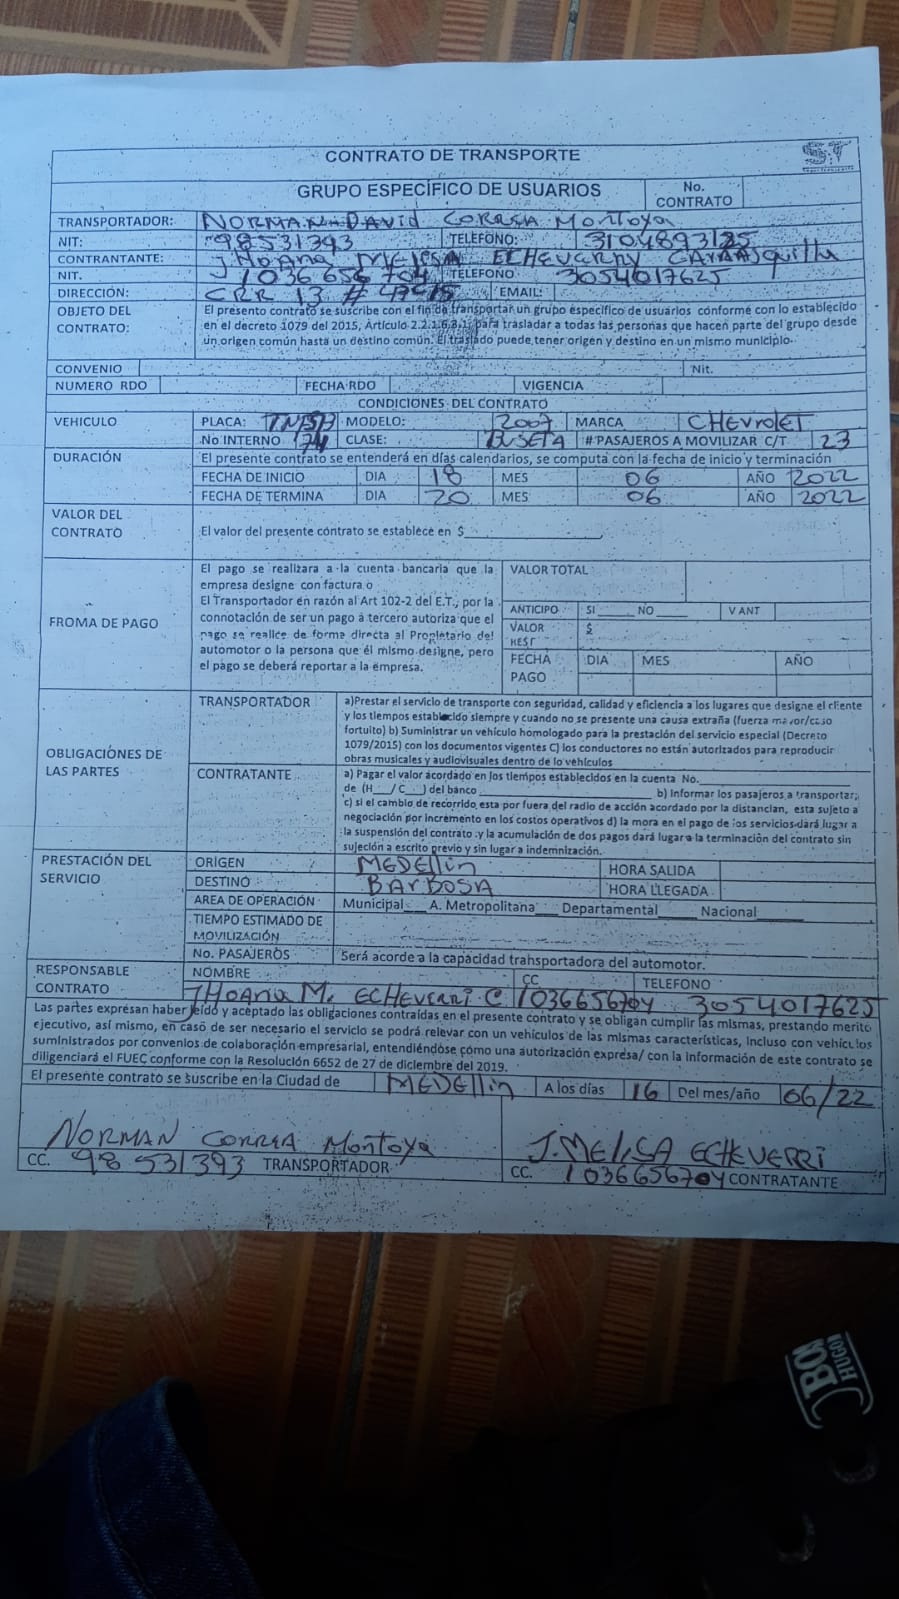 CONTRATO DE TRANSPORTE
S.T
GRUPO ESPECÍFICO DE USUARIOS No. CONTRATO
TRANSPORTADOR: NORMAN DAVID CORREA MONTOYA
NIT: 98531393 TELEFONO: 3104893125
CONTRATANTE: JHOANA MELISA ECHEVERRY
NIT. 1036656704 TELEFONO 3054017625
DIRECCIÓN: CRR 13 # EMAIL:
OBJETO DEL CONTRATO: El presente contrato se suscribe con el fin de transportar un grupo especifico de usuarios conforme con lo establecido
en el decreto 1079 del 2015, Artículo 2.2.1.6.3.1, para trasladar a todas las personas que hacen parte del grupo desde
un origen común hasta un destino común. El traslado puede tener origen y destino en un mismo municipio.
CONVENIO Nit.
NUMERO RDO FECHA RDO VIGENCIA
CONDICIONES DEL CONTRATO
VEHICULO PLACA: MODELO: 2007 MARCA CHEVROLET
No INTERNO 174 CLASE: BUSETA # PASAJEROS A MOVILIZAR C/T 23
DURACIÓN El presente contrato se entenderá en días calendarios, se computa con la fecha de inicio y terminación
FECHA DE INICIO DIA 18 MES 06 AÑO 2022
FECHA DE TERMINA DIA 20 MES 06 AÑO 2022
VALOR DEL CONTRATO El valor del presente contrato se establece en $
FROMA DE PAGO El pago se realizara a la cuenta bancaria que la
empresa designe con factura o
El Transportador en razón al Art 102-2 del E.T., por la
connotación de ser un pago a tercero autoriza que el
pago se realice de forma directa al Propietario del
automotor o la persona que él mismo designe, pero
el pago se deberá reportar a la empresa.
VALOR TOTAL
ANTICIPO SI NO V ANT
VALOR REST $
FECHA PAGO DIA MES AÑO
OBLIGACIÓNES DE LAS PARTES
TRANSPORTADOR a)Prestar el servicio de transporte con seguridad, calidad y eficiencia a los lugares que designe el cliente
y los tiempos establecido siempre y cuando no se presente una causa extraña (fuerza mayor/caso
fortuito) b) Suministrar un vehículo homologado para la prestación del servicio especial (Decreto
1079/2015) con los documentos vigentes C) los conductores no están autorizados para reproducir
obras musicales y audiovisuales dentro de lo vehículos
CONTRATANTE a) Pagar el valor acordado en los tiempos establecidos en la cuenta No.
de (H / C ) del banco b) Informar los pasajeros a transportar;
c) si el cambio de recorrido esta por fuera del radio de acción acordado por la distancian, esta sujeto a
negociación por incremento en los costos operativos d) la mora en el pago de los servicios dará lugar a
la suspensión del contrato y la acumulación de dos pagos dará lugar a la terminación del contrato sin
sujeción a escrito previo y sin lugar a indemnización.
PRESTACIÓN DEL SERVICIO
ORIGEN MEDELLIN HORA SALIDA
DESTINO BARBOSA HORA LLEGADA
AREA DE OPERACIÓN Municipal A. Metropolitana Departamental Nacional
TIEMPO ESTIMADO DE MOVILIZACIÓN
No. PASAJEROS Será acorde a la capacidad transportadora del automotor.
RESPONSABLE CONTRATO NOMBRE CC TELEFONO
JHOANA M. ECHEVERRI C 1036656704 3054017625
Las partes expresan haber leído y aceptado las obligaciones contraídas en el presente contrato y se obligan cumplir las mismas, prestando merito
ejecutivo, así mismo, en casó de ser necesario el servicio se podrá relevar con un vehículos de las mismas características, incluso con vehículos
suministrados por convenios de colaboración empresarial, entendiéndose como una autorización expresa/ con la información de este contrato se
diligenciará el FUEC conforme con la Resolución 6652 de 27 de diciembre del 2019.
El presente contrato se suscribe en la Ciudad de MEDELLIN A los días 16 Del mes/año 06/22
NORMAN CORREA MONTOYA J. MELISA ECHEVERRI
CC. 98531393 TRANSPORTADOR CC. 1036656704 CONTRATANTE
BOSS
HUGO